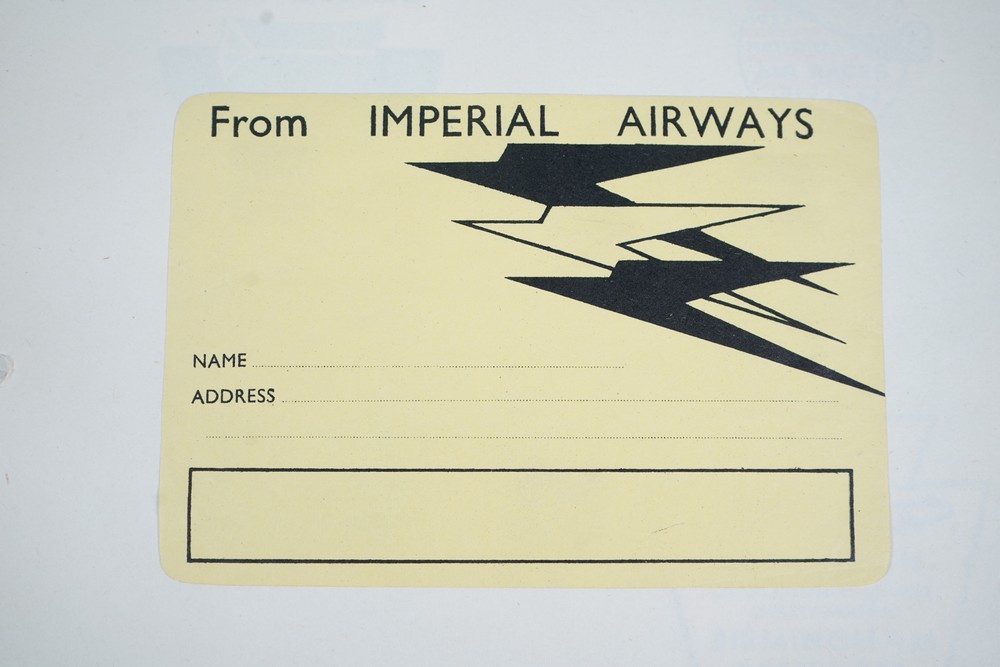 From IMPERIAL AIRWAYS
NAME
ADDRESS